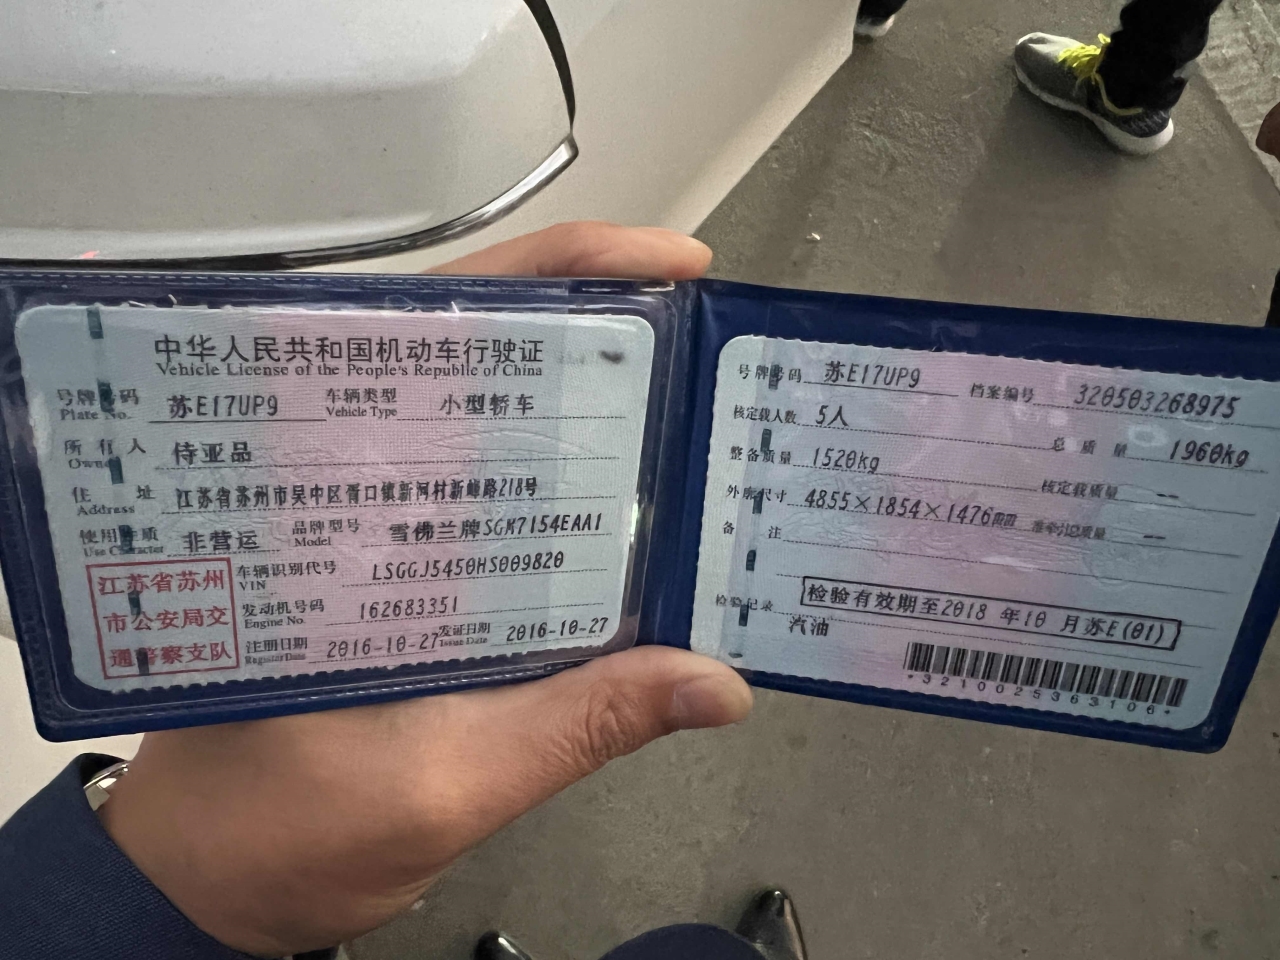 中华人民共和国机动车行驶证
Vehicle License of the People's Republic of China
号牌号码 苏E17UP9 车辆类型 小型轿车
Plate No. Vehicle Type
所有人 侍亚品
Owner
住址 江苏省苏州市吴中区胥口镇新河村新峰路218号
Address
使用性质 非营运 品牌型号 雪佛兰牌SGK7154EAA1
Use Character Model
江苏省苏州
市公安局交
通警察支队
车辆识别代号 LSGGJ5450HS009820
VIN
发动机号码 162683351
Engine No.
注册日期 2016-10-27 发证日期 2016-10-27
Register Date Issue Date
号牌号码 苏E17UP9 档案编号 320503268975
核定载人数 5人 总质量 1960kg
整备质量 1520kg 核定载质量 --
外廓尺寸 4855×1854×1476mm 准牵引总质量 --
备注
检验记录 检验有效期至2018 年10 月苏E(01)
汽油
*3210025363106*